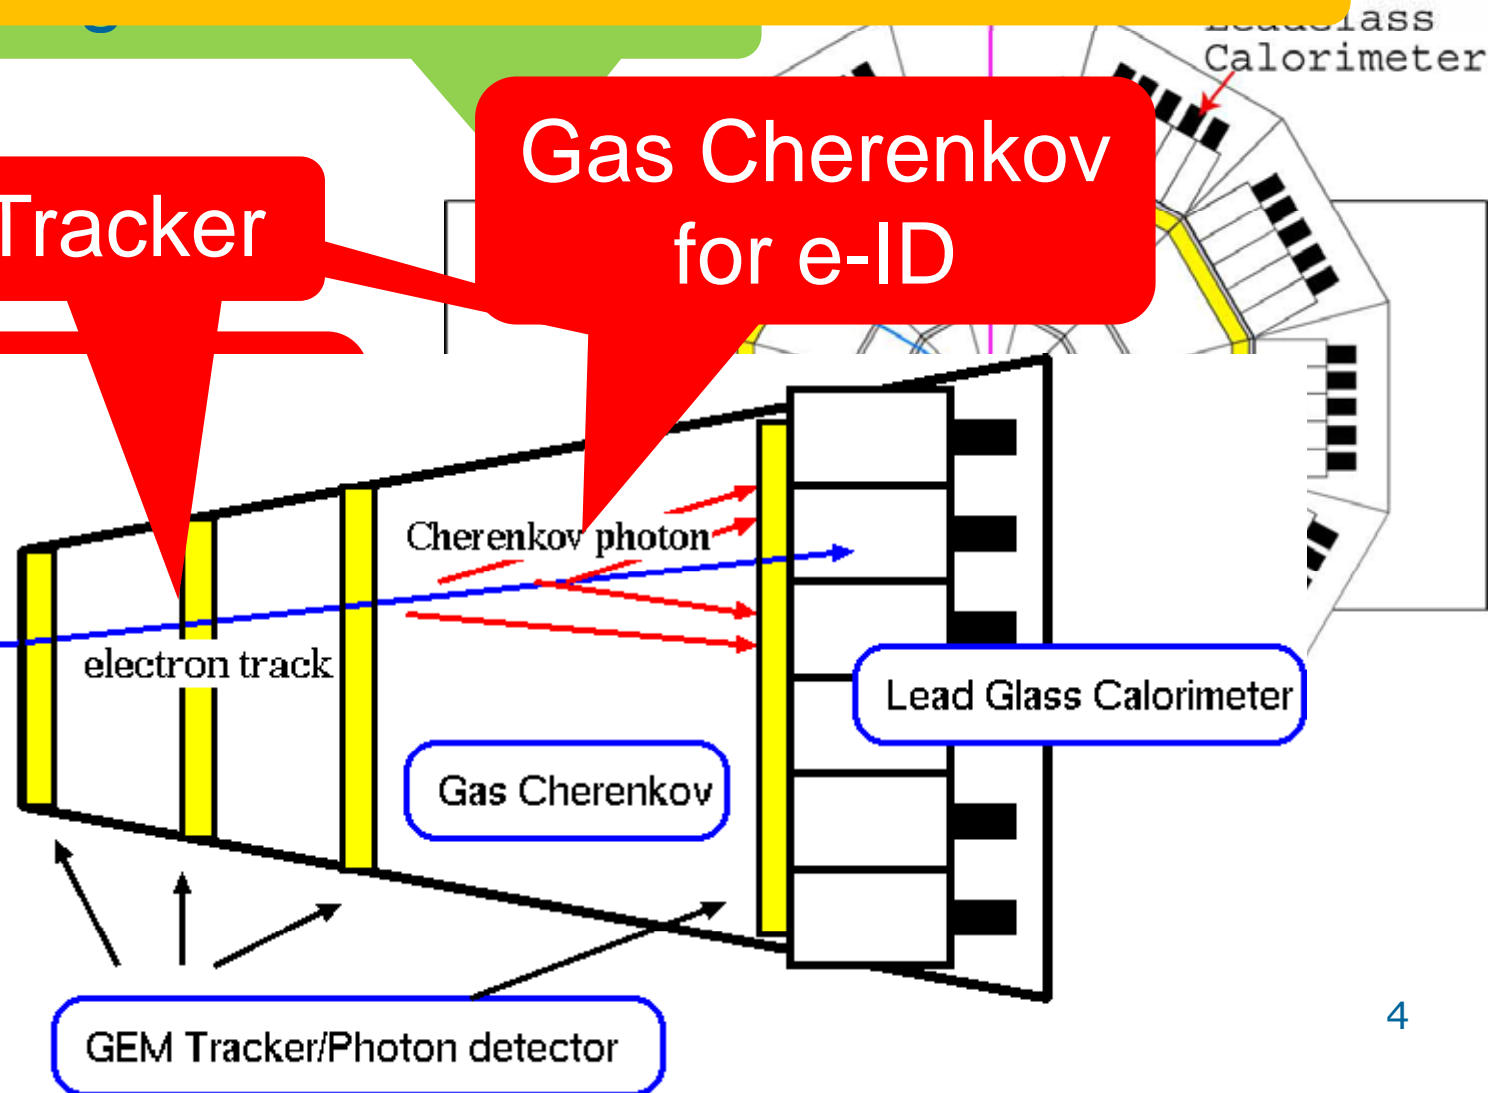 Calorimeter
Gas Cherenkov
for e-ID
Tracker
Cherenkov photon
electron track
Lead Glass Calorimeter
Gas Cherenkov
GEM Tracker/Photon detector
4